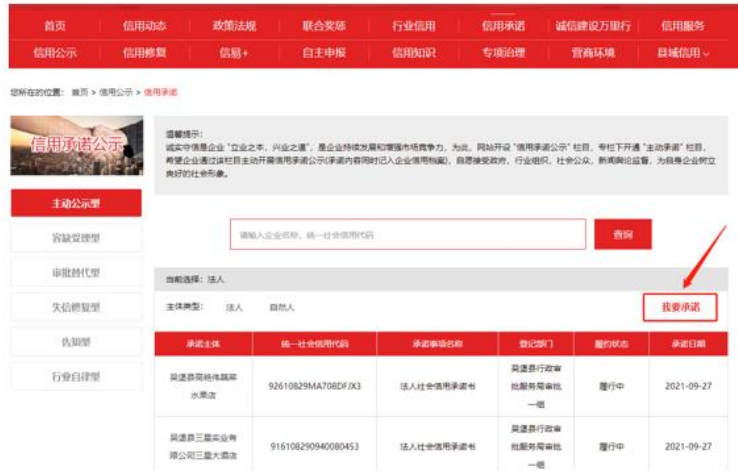 首页 信用动态 政策法规 联合奖惩 行业信用 信用承诺 诚信建设万里行 信用服务
信用公示 信用修复 信易+ 自主申报 信用知识 专项治理 营商环境 县域信用
您所在的位置: 首页 > 信用公示 > 信用承诺
信用承诺公示
温馨提示:
诚实守信是企业“立业之本,兴业之道”,是企业持续发展和增强市场竞争力,为此,网站开设“信用承诺公示”栏目,专栏下开通“主动承诺”栏目,
希望企业通过该栏目主动开展信用承诺公示(承诺内容同时记入企业信用档案),自愿接受政府、行业组织、社会公众、新闻舆论监督,为自身企业树立
良好的社会形象。
主动公示型
容缺受理型
审批替代型
失信修复型
告知型
行业自律型
请输入企业名称、统一社会信用代码 查询
当前选择: 法人
主体类型: 法人 自然人 我要承诺
承诺主体 统一社会信用代码 承诺事项名称 登记部门 履约状态 承诺日期
吴堡县
蔬菜
水果店
92610829MA708DFJX3
法人社会信用承诺书
吴堡县行政审
批服务局审批
一组
履行中
2021-09-27
吴堡县三星实业有
限公司三星大酒店
916108290940080453
法人社会信用承诺书
吴堡县行政审
批服务局审批
一组
履行中
2021-09-27